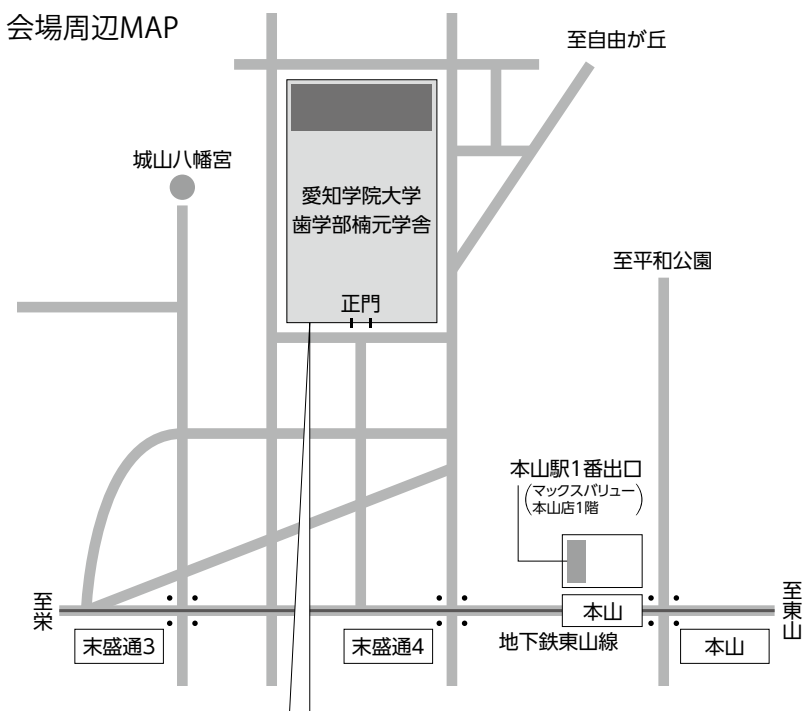 会場周辺MAP
至自由が丘
城山八幡宮
愛知学院大学
歯学部楠元学舎
至平和公園
正門
本山駅1番出口
(マックスバリュー
本山店1階)
至栄
至東山
本山
末盛通3
末盛通4
地下鉄東山線
本山